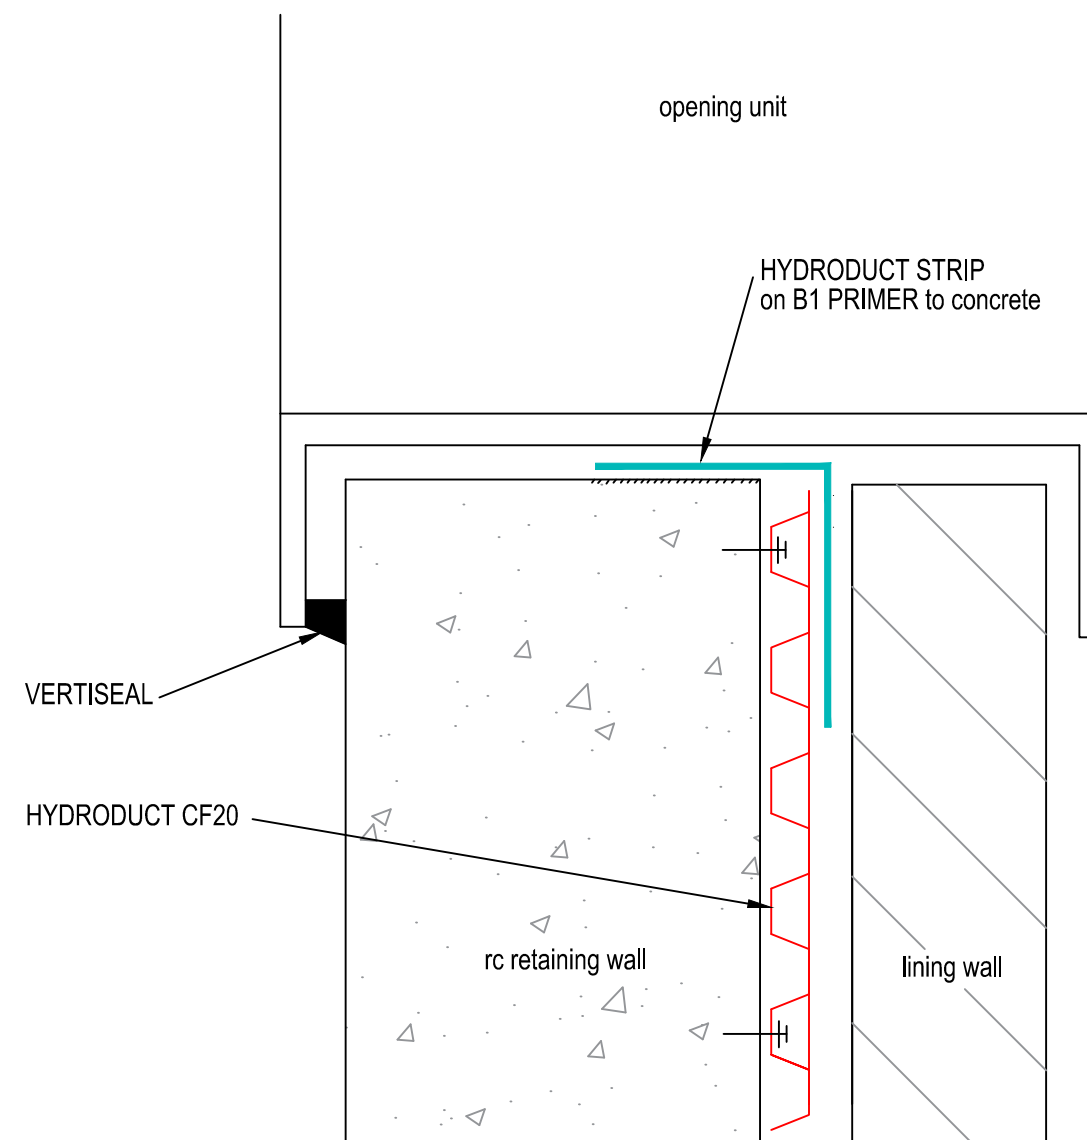 opening unit
HYDRODUCT STRIP
on B1 PRIMER to concrete
VERTISEAL
HYDRODUCT CF20
rc retaining wall
lining wall